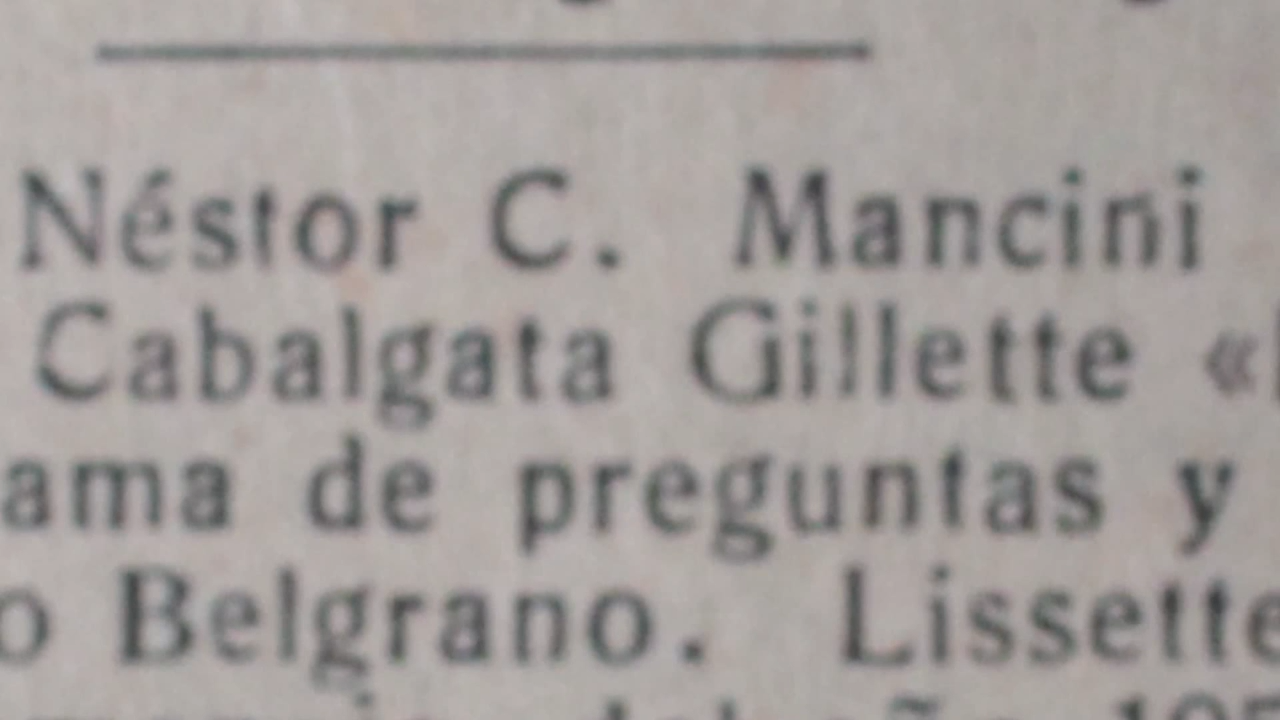 Néstor C. Mancini
Cabalgata Gillette «
ama de preguntas y
o Belgrano. Lissette